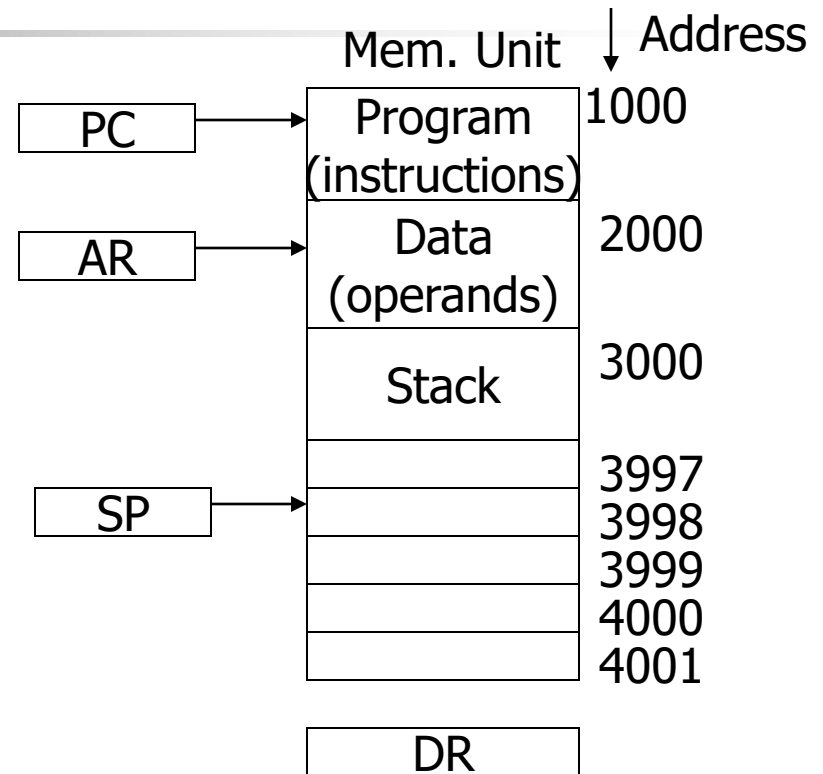 Mem. Unit
Address
PC
Program
(instructions)
1000
AR
Data
(operands)
2000
Stack
3000
3997
SP
3998
3999
4000
4001
DR